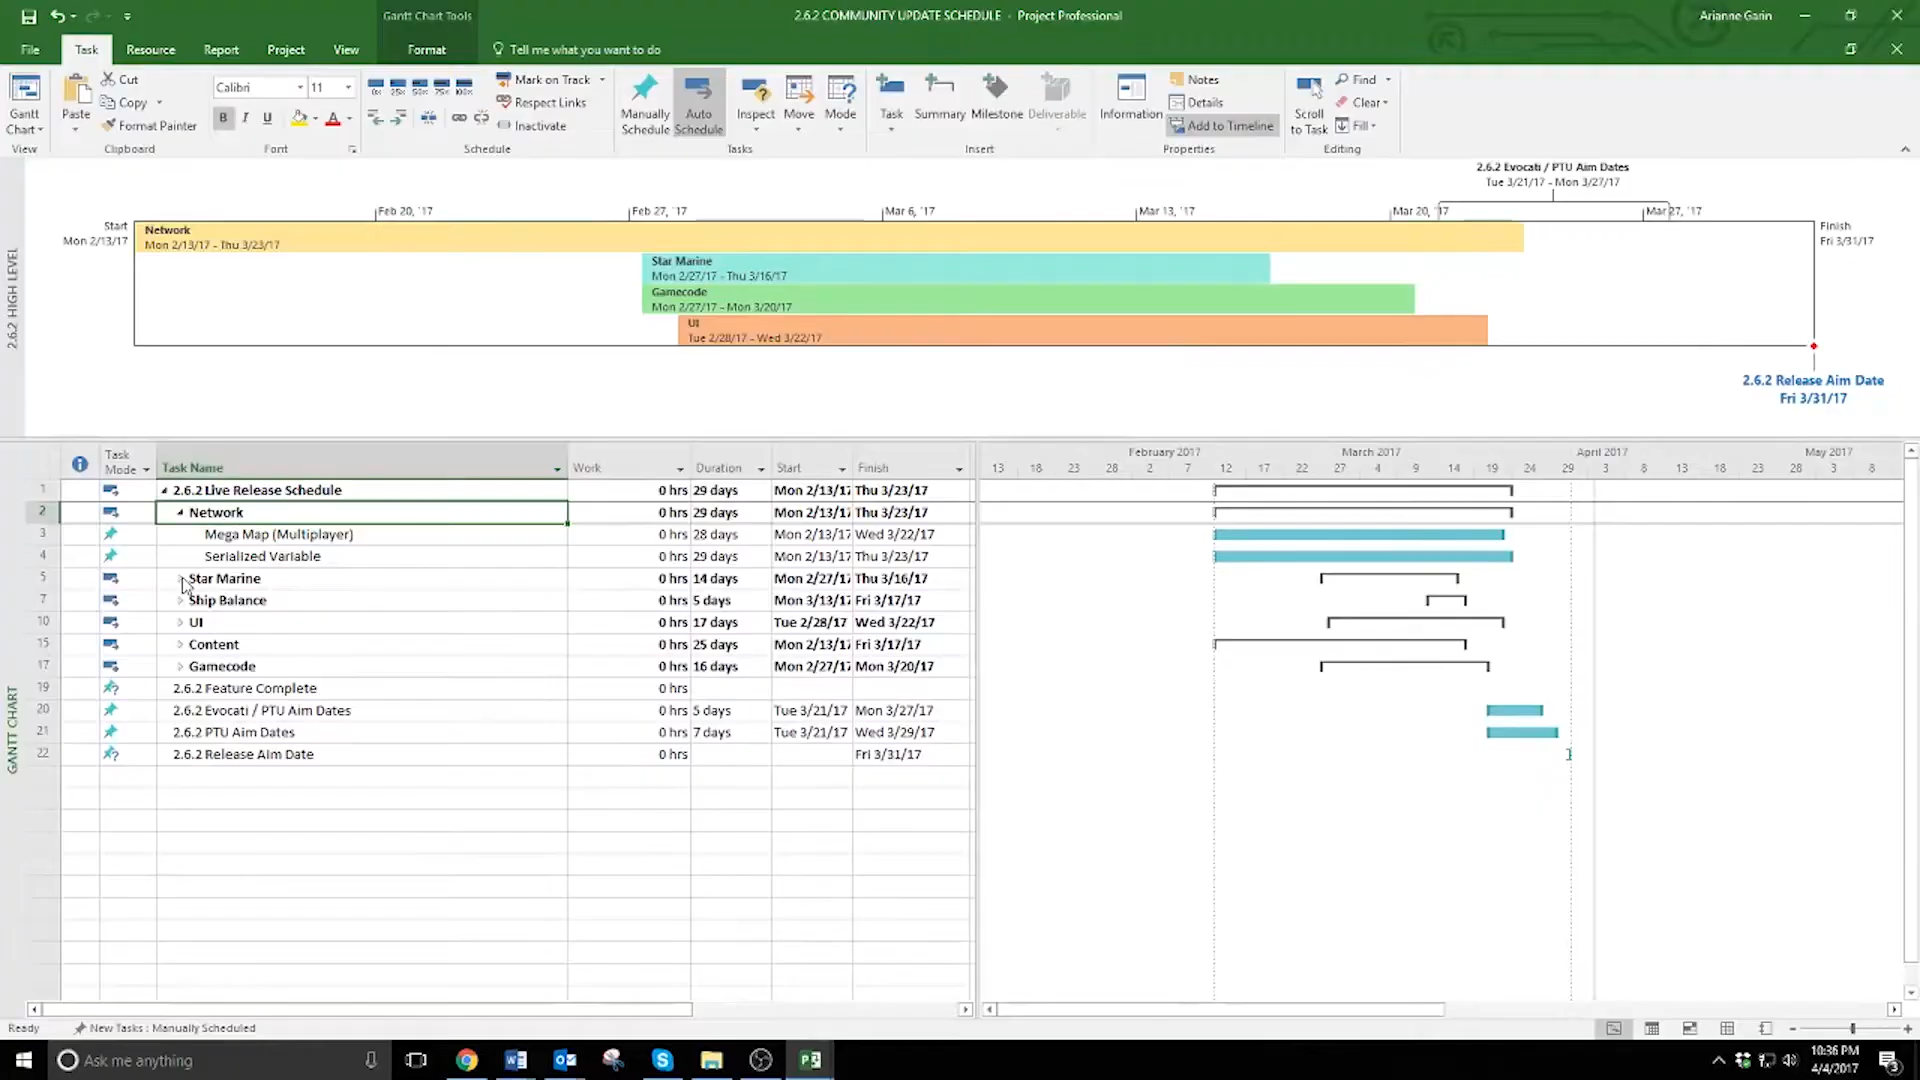 Gantt Chart Tools
2.6.2 COMMUNITY UPDATE SCHEDULE - Project Professional
Arianne Garin
File
Task
Resource
Report
Project
View
Format
Tell me what you want to do
Gantt Chart
View
Paste
Cut
Copy
Format Painter
Clipboard
Calibri
11
B I U A
Font
0x 25x 50x 75x 100x
Mark on Track
Respect Links
Inactivate
Schedule
Manually Schedule
Auto Schedule
Inspect
Move
Mode
Tasks
Task
Summary
Milestone
Deliverable
Insert
Information
Notes
Details
Add to Timeline
Properties
Scroll to Task
Find
Clear
Fill
Editing
2.6.2 HIGH LEVEL
2.6.2 Evocati / PTU Aim Dates
Tue 3/21/17 - Mon 3/27/17
Feb 20, '17
Feb 27, '17
Mar 6, '17
Mar 13, '17
Mar 20, '17
Mar 27, '17
Start
Mon 2/13/17
Network
Mon 2/13/17 - Thu 3/23/17
Star Marine
Mon 2/27/17 - Thu 3/16/17
Gamecode
Mon 2/27/17 - Mon 3/20/17
UI
Tue 2/28/17 - Wed 3/22/17
Finish
Fri 3/31/17
2.6.2 Release Aim Date
Fri 3/31/17
GANTT CHART
Task Mode
Task Name
Work
Duration
Start
Finish
February 2017
March 2017
April 2017
May 2017
13 18 23 28 2 7 12 17 22 27 4 9 14 19 24 29 3 8 13 18 23 28 3 8
1 2.6.2 Live Release Schedule 0 hrs 29 days Mon 2/13/17 Thu 3/23/17
2 Network 0 hrs 29 days Mon 2/13/17 Thu 3/23/17
3 Mega Map (Multiplayer) 0 hrs 28 days Mon 2/13/17 Wed 3/22/17
4 Serialized Variable 0 hrs 29 days Mon 2/13/17 Thu 3/23/17
5 Star Marine 0 hrs 14 days Mon 2/27/17 Thu 3/16/17
7 Ship Balance 0 hrs 5 days Mon 3/13/17 Fri 3/17/17
10 UI 0 hrs 17 days Tue 2/28/17 Wed 3/22/17
15 Content 0 hrs 25 days Mon 2/13/17 Fri 3/17/17
17 Gamecode 0 hrs 16 days Mon 2/27/17 Mon 3/20/17
19 2.6.2 Feature Complete 0 hrs
20 2.6.2 Evocati / PTU Aim Dates 0 hrs 5 days Tue 3/21/17 Mon 3/27/17
21 2.6.2 PTU Aim Dates 0 hrs 7 days Tue 3/21/17 Wed 3/29/17
22 2.6.2 Release Aim Date 0 hrs Fri 3/31/17
Ready
New Tasks : Manually Scheduled
Ask me anything
10:36 PM
4/4/2017
3